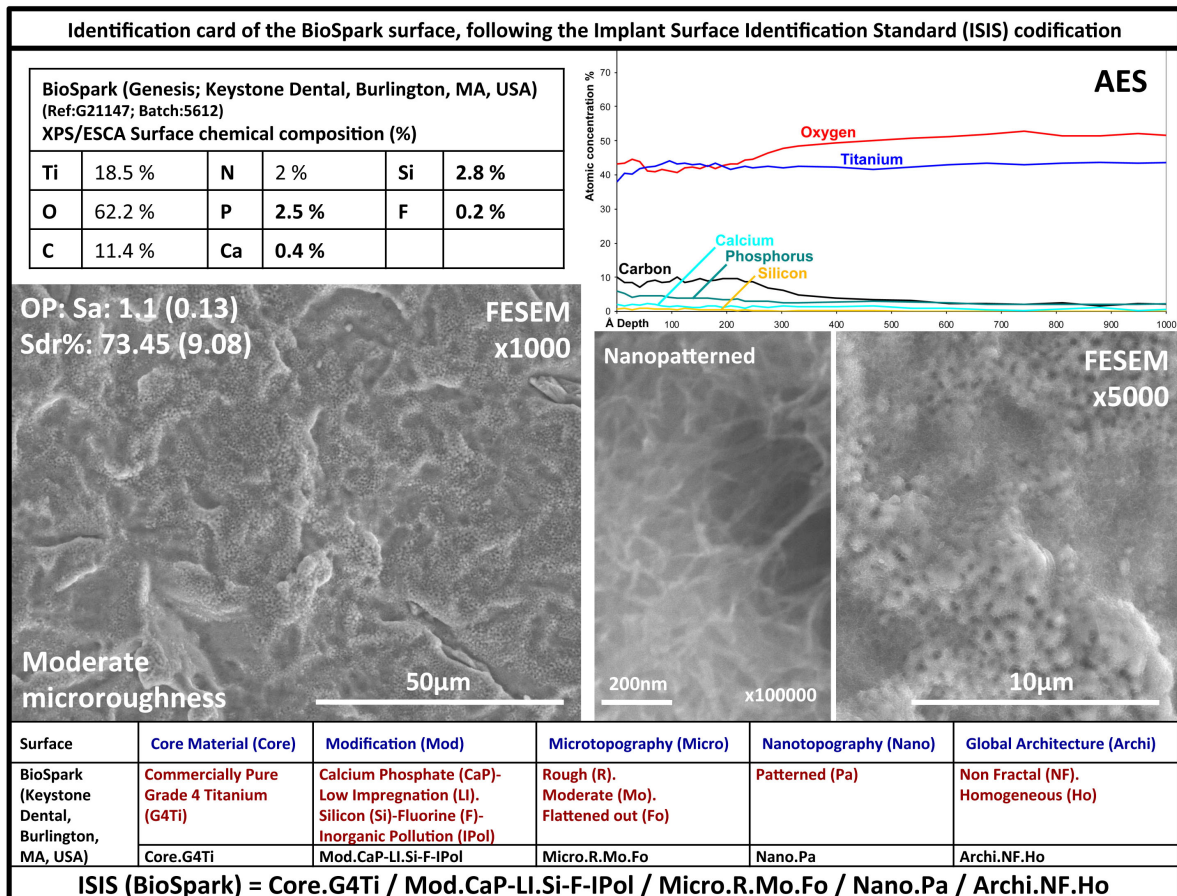 Identification card of the BioSpark surface, following the Implant Surface Identification Standard (ISIS) codification
BioSpark (Genesis; Keystone Dental, Burlington, MA, USA)
(Ref:G21147; Batch:5612)
XPS/ESCA Surface chemical composition (%)
Ti 18.5 % N 2 % Si 2.8 %
O 62.2 % P 2.5 % F 0.2 %
C 11.4 % Ca 0.4 %
AES
Atomic concentration %
70
60
50
40
30
20
10
0
Oxygen
Titanium
Calcium
Phosphorus
Carbon
Silicon
Å Depth 100 200 300 400 500 600 700 800 900 1000
OP: Sa: 1.1 (0.13)
Sdr%: 73.45 (9.08)
FESEM
x1000
Moderate
microroughness
50µm
Nanopatterned
200nm
x100000
FESEM
x5000
10µm
Surface Core Material (Core) Modification (Mod) Microtopography (Micro) Nanotopography (Nano) Global Architecture (Archi)
BioSpark
(Keystone
Dental,
Burlington,
MA, USA)
Commercially Pure
Grade 4 Titanium
(G4Ti)
Calcium Phosphate (CaP)-
Low Impregnation (LI).
Silicon (Si)-Fluorine (F)-
Inorganic Pollution (IPol)
Rough (R).
Moderate (Mo).
Flattened out (Fo)
Patterned (Pa)
Non Fractal (NF).
Homogeneous (Ho)
Core.G4Ti Mod.CaP-LI.Si-F-IPol Micro.R.Mo.Fo Nano.Pa Archi.NF.Ho
ISIS (BioSpark) = Core.G4Ti / Mod.CaP-LI.Si-F-IPol / Micro.R.Mo.Fo / Nano.Pa / Archi.NF.Ho